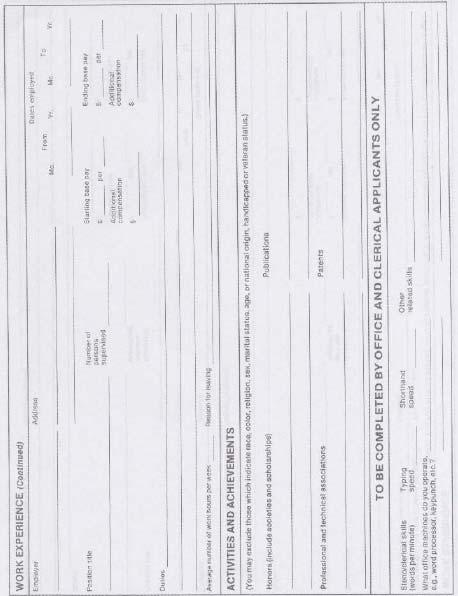 WORK EXPERIENCE (Continued)
Employer Address Dates employed
From To
Mo. Yr. Mo. Yr.
Position title Number of persons supervised Starting base pay Ending base pay
$ per $ per
Additional compensation Additional compensation
$ $
Duties
Average number of work hours per week Reason for leaving
ACTIVITIES AND ACHIEVEMENTS
(You may exclude those which indicate race, color, religion, sex, marital status, age, or national origin, handicapped or veteran status.)
Honors (include societies and scholarships) Publications
Professional and technical associations Patents
TO BE COMPLETED BY OFFICE AND CLERICAL APPLICANTS ONLY
Steno/clerical skills Typing Shorthand Other
(words per minute) speed speed related skills
What office machines do you operate,
e.g., word processor, keypunch, etc.?